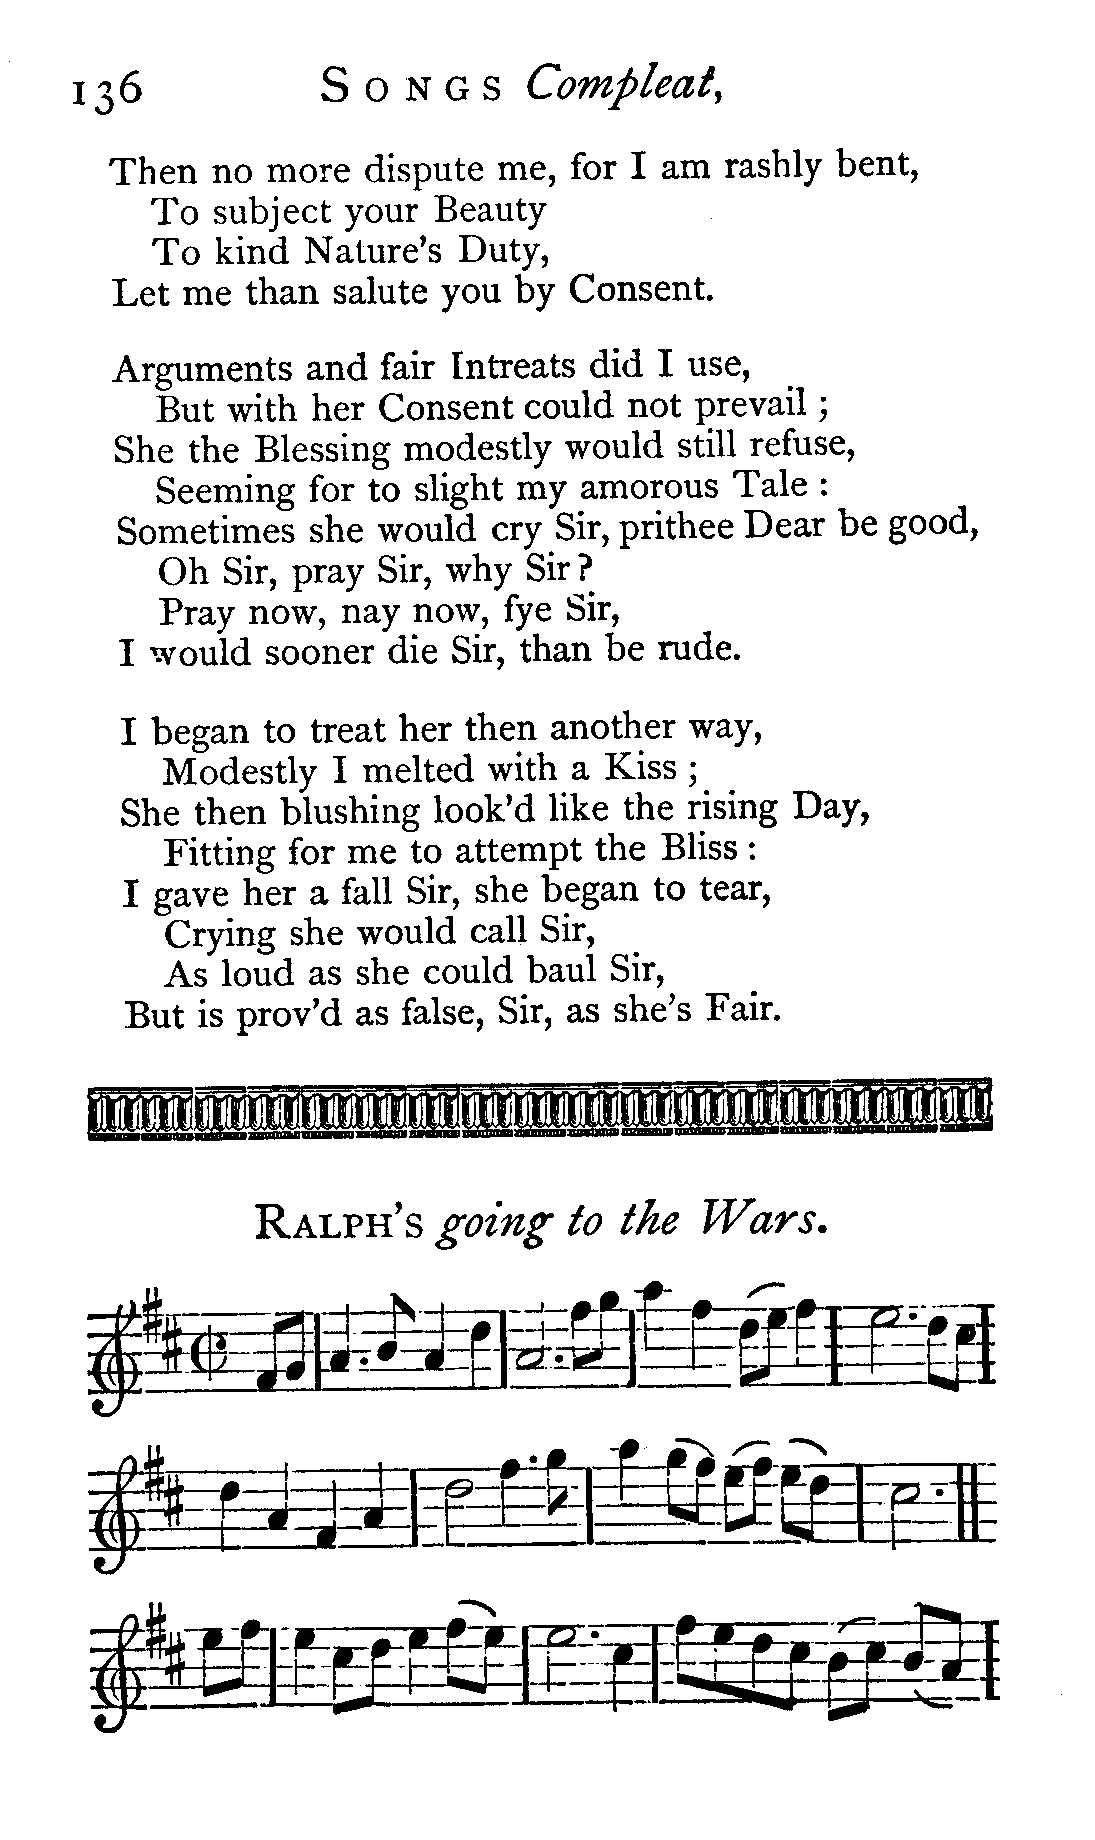 136 SONGS Compleat,
Then no more dispute me, for I am rashly bent,
To subject your Beauty
To kind Nature's Duty,
Let me than salute you by Consent.
Arguments and fair Intreats did I use,
But with her Consent could not prevail ;
She the Blessing modestly would still refuse,
Seeming for to slight my amorous Tale :
Sometimes she would cry Sir, prithee Dear be good,
Oh Sir, pray Sir, why Sir ?
Pray now, nay now, fye Sir,
I would sooner die Sir, than be rude.
I began to treat her then another way,
Modestly I melted with a Kiss ;
She then blushing look'd like the rising Day,
Fitting for me to attempt the Bliss :
I gave her a fall Sir, she began to tear,
Crying she would call Sir,
As loud as she could baul Sir,
But is prov'd as false, Sir, as she's Fair.
RALPH'S going to the Wars.